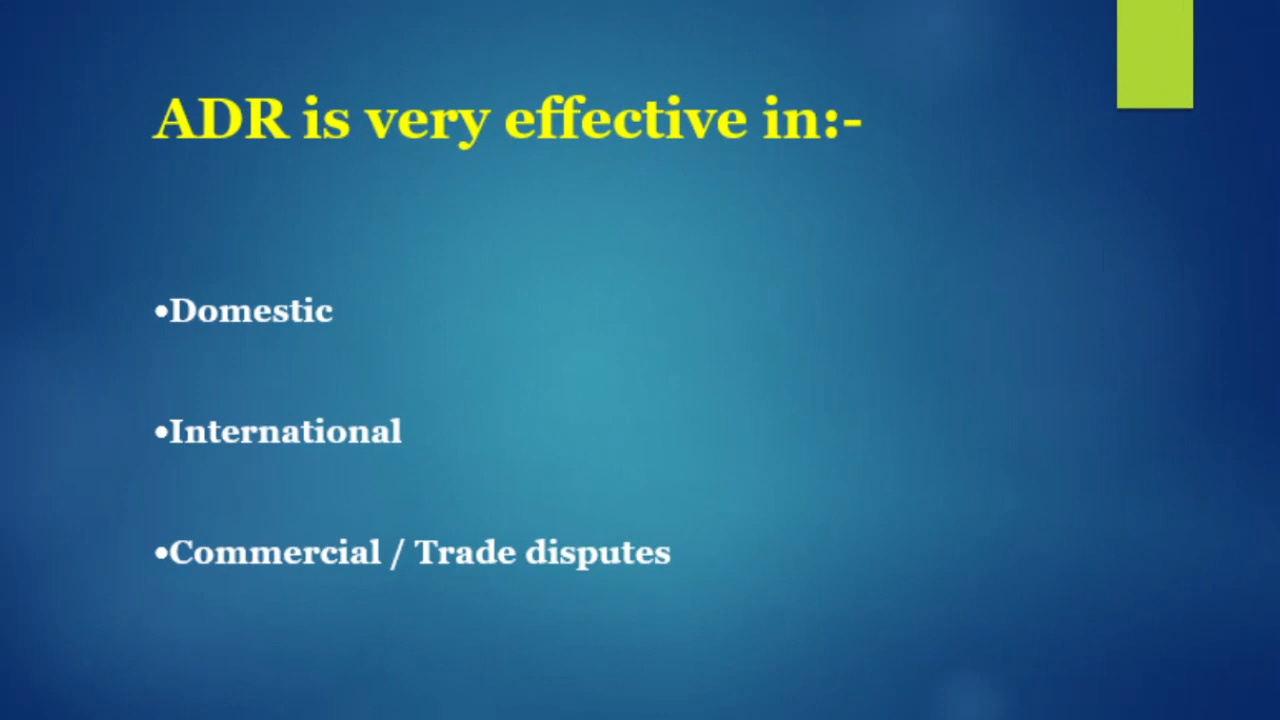 ADR is very effective in:-
•Domestic
•International
•Commercial / Trade disputes